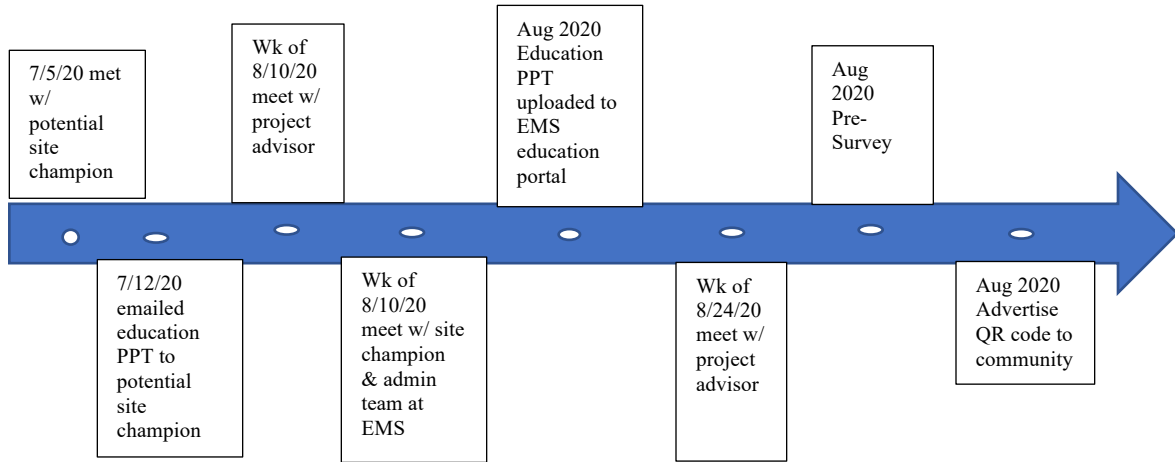 7/5/20 met
w/
potential
site
champion
7/12/20
emailed
education
PPT to
potential
site
champion
Wk of
8/10/20
meet w/
project
advisor
Wk of
8/10/20
meet w/ site
champion
& admin
team at
EMS
Aug 2020
Education
PPT
uploaded to
EMS
education
portal
Wk of
8/24/20
meet w/
project
advisor
Aug
2020
Pre-
Survey
Aug 2020
Advertise
QR code to
community